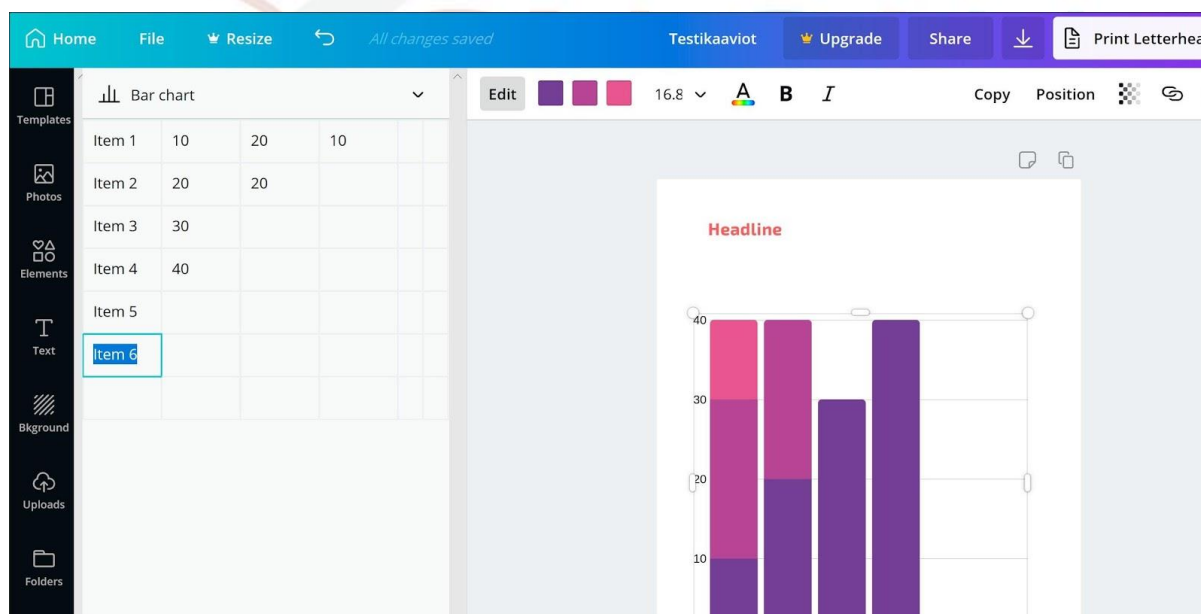 Home File Resize All changes saved Testikaaviot Upgrade Share Print Letterhea
Templates
Photos
Elements
Text
Bkground
Uploads
Folders
Bar chart
Item 1 10 20 10
Item 2 20 20
Item 3 30
Item 4 40
Item 5
Item 6
Edit 16.8 A B I Copy Position
Headline
40
30
20
10